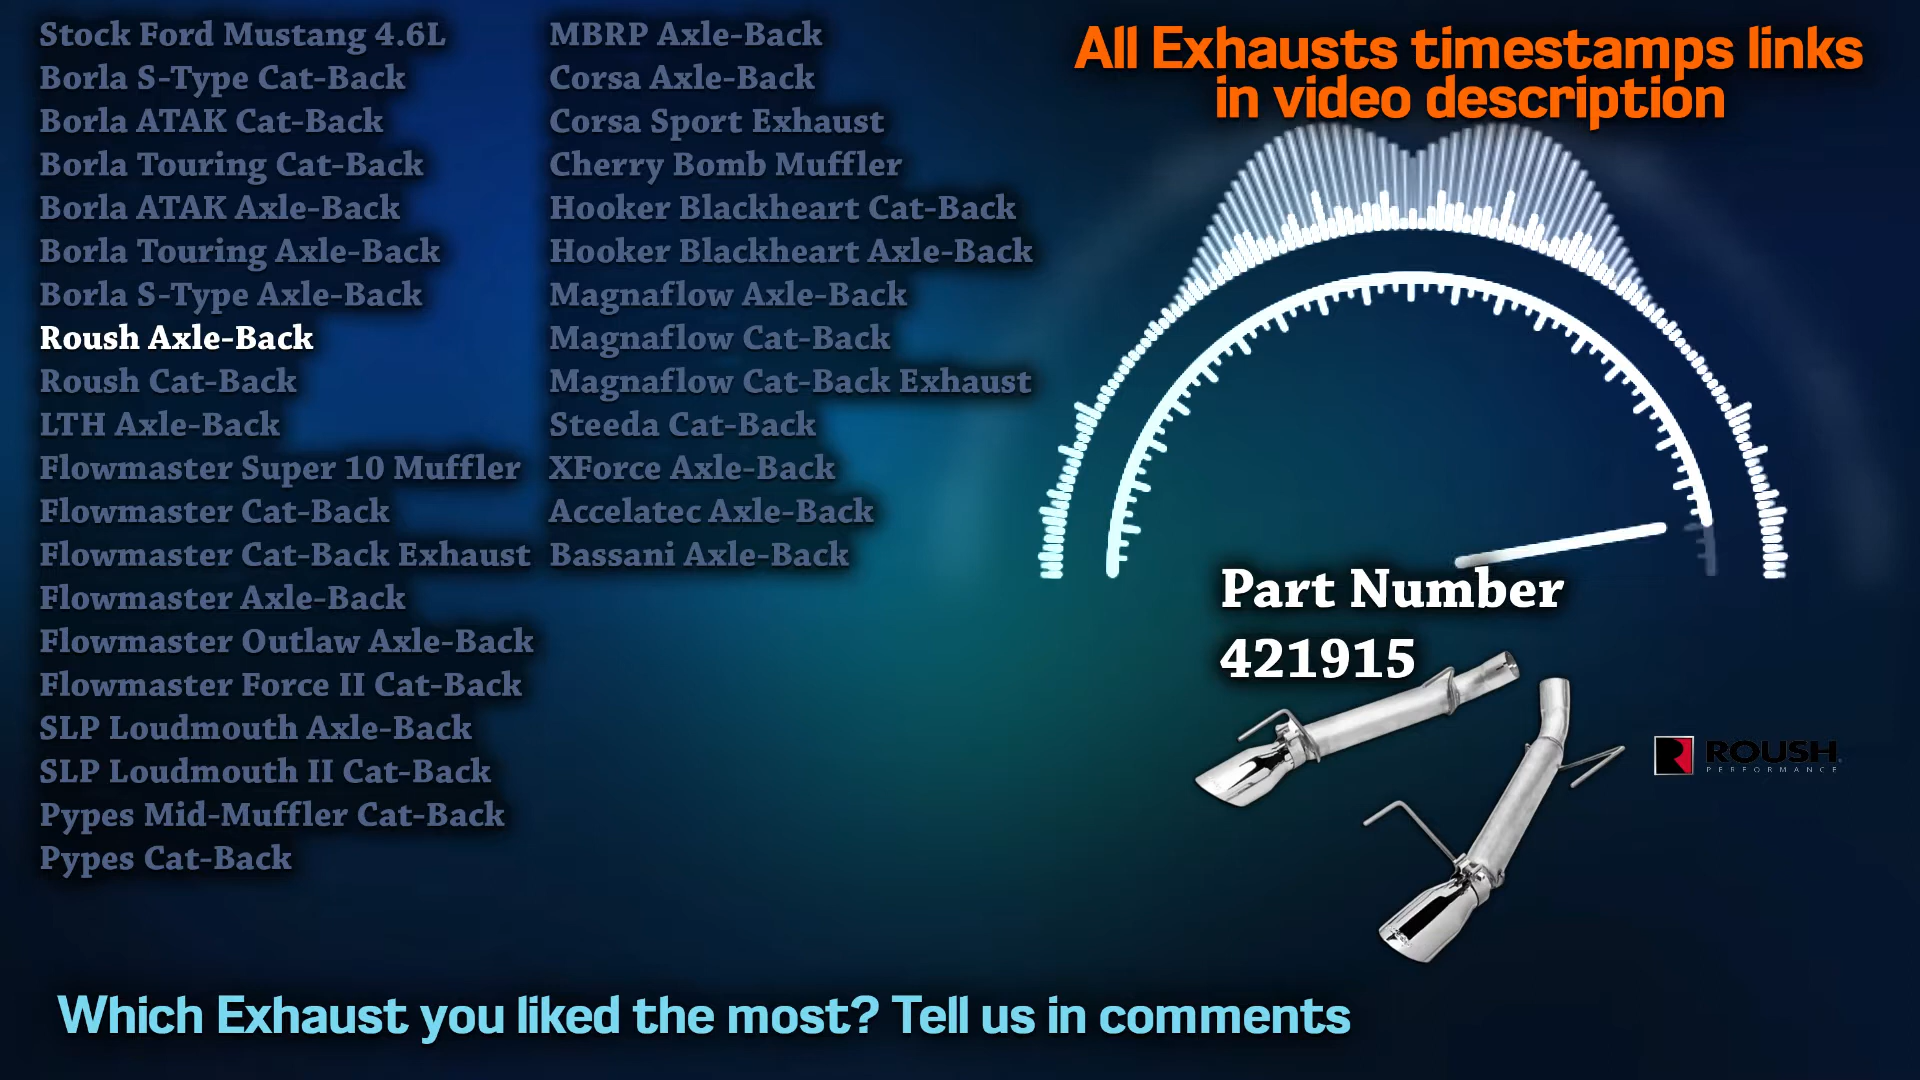 Stock Ford Mustang 4.6L
Borla S-Type Cat-Back
Borla ATAK Cat-Back
Borla Touring Cat-Back
Borla ATAK Axle-Back
Borla Touring Axle-Back
Borla S-Type Axle-Back
Roush Axle-Back
Roush Cat-Back
LTH Axle-Back
Flowmaster Super 10 Muffler
Flowmaster Cat-Back
Flowmaster Cat-Back Exhaust
Flowmaster Axle-Back
Flowmaster Outlaw Axle-Back
Flowmaster Force II Cat-Back
SLP Loudmouth Axle-Back
SLP Loudmouth II Cat-Back
Pypes Mid-Muffler Cat-Back
Pypes Cat-Back
MBRP Axle-Back
Corsa Axle-Back
Corsa Sport Exhaust
Cherry Bomb Muffler
Hooker Blackheart Cat-Back
Hooker Blackheart Axle-Back
Magnaflow Axle-Back
Magnaflow Cat-Back
Magnaflow Cat-Back Exhaust
Steeda Cat-Back
XForce Axle-Back
Accelatec Axle-Back
Bassani Axle-Back
All Exhausts timestamps links
in video description
Part Number
421915
ROUSH
PERFORMANCE
Which Exhaust you liked the most? Tell us in comments